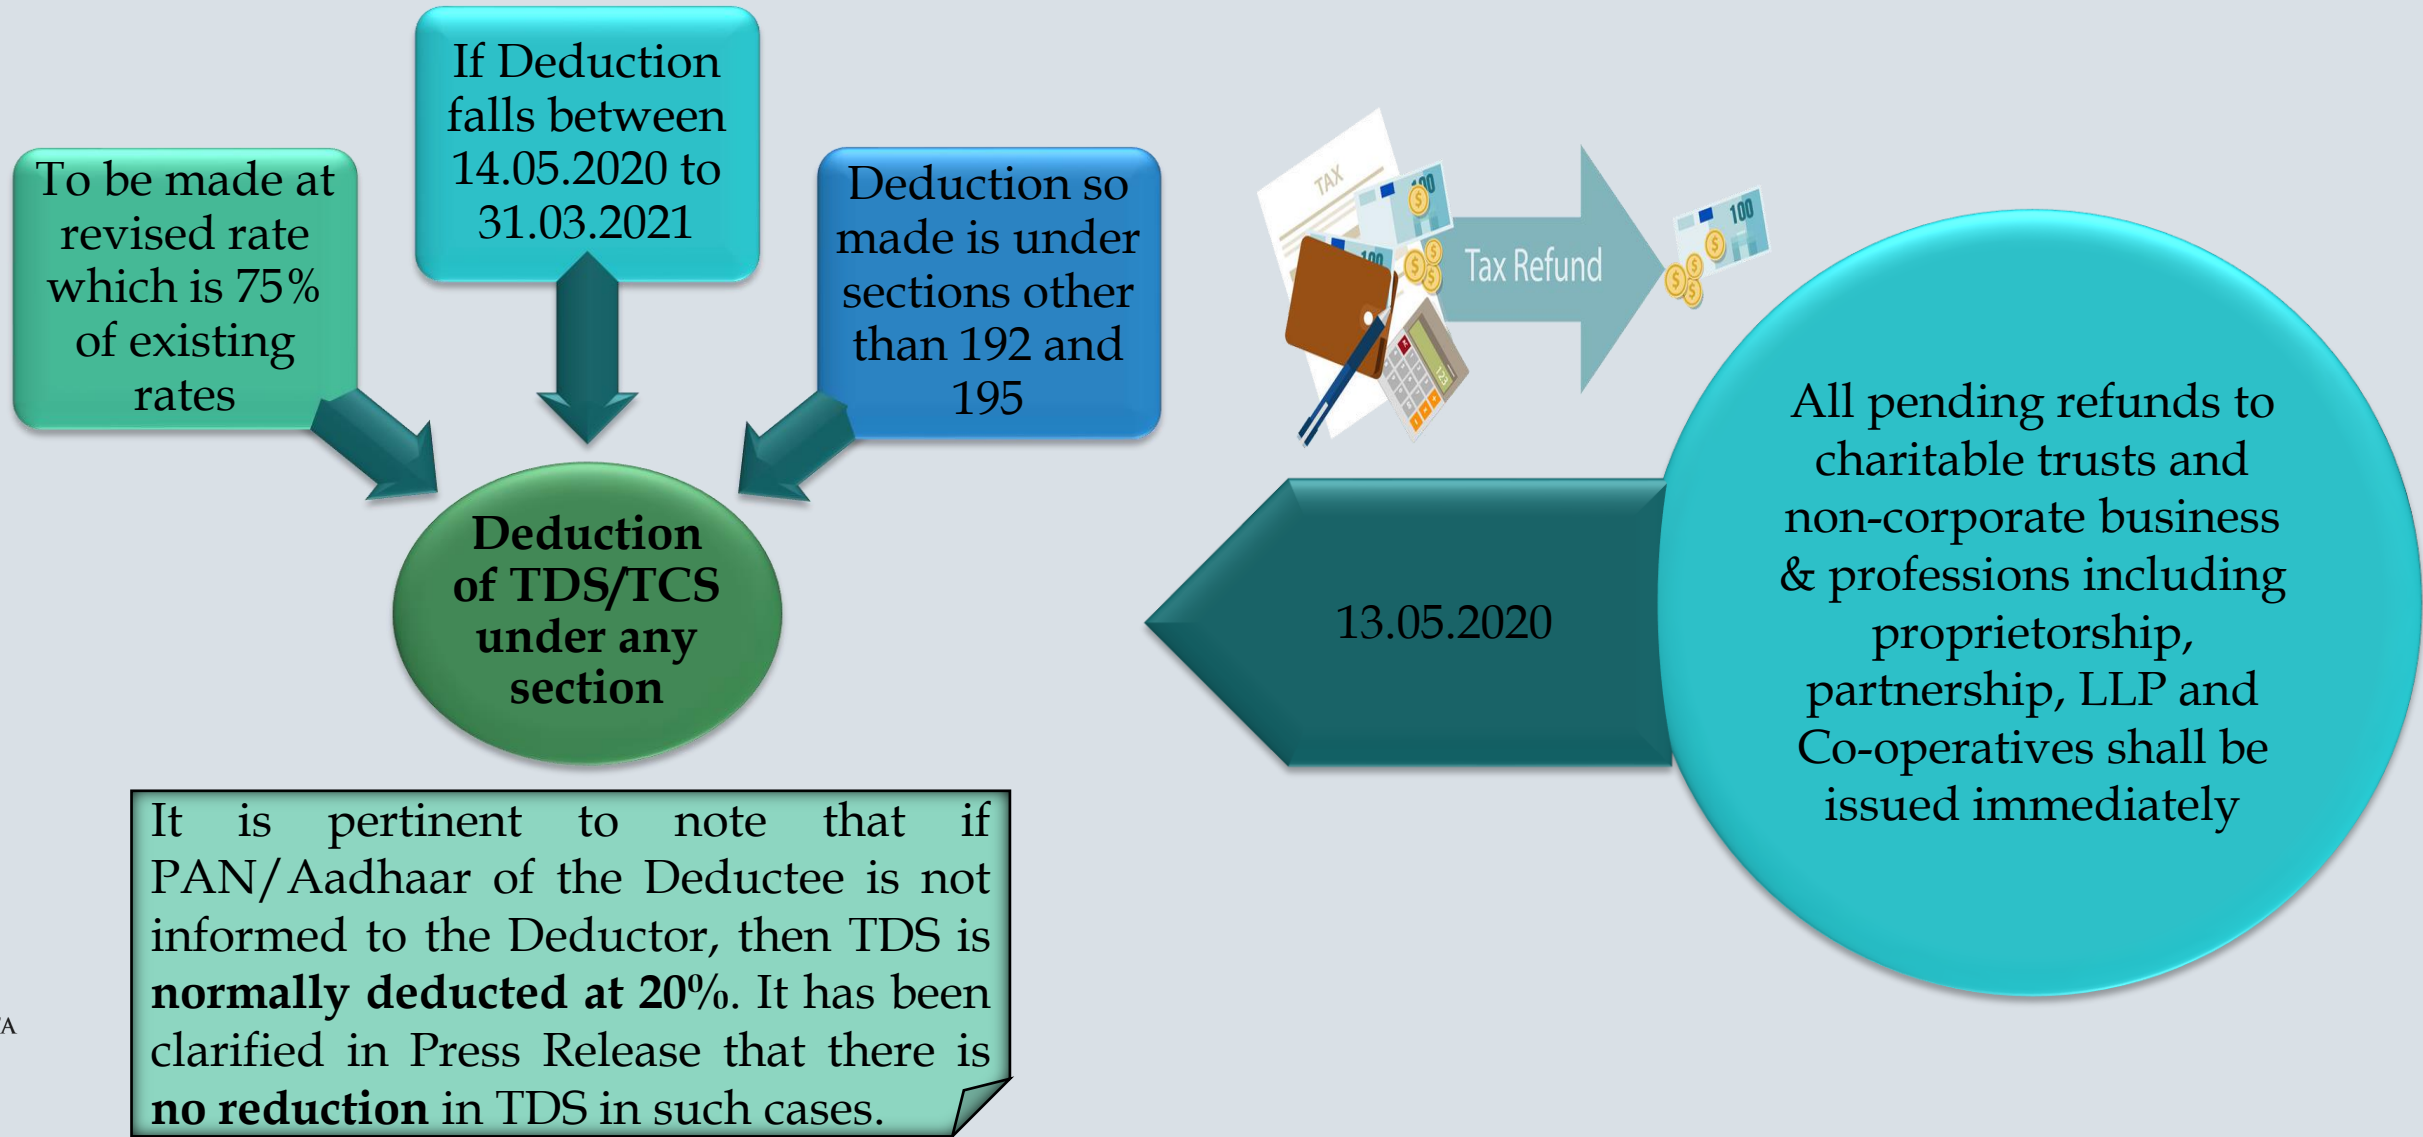 To be made at
revised rate
which is 75%
of existing
rates
If Deduction
falls between
14.05.2020 to
31.03.2021
Deduction so
made is under
sections other
than 192 and
195
Deduction
of TDS/TCS
under any
section
It is pertinent to note that if
PAN/Aadhaar of the Deductee is not
informed to the Deductor, then TDS is
normally deducted at 20%. It has been
clarified in Press Release that there is
no reduction in TDS in such cases.
TAX
100
100
Tax Refund
100
123
13.05.2020
All pending refunds to
charitable trusts and
non-corporate business
& professions including
proprietorship,
partnership, LLP and
Co-operatives shall be
issued immediately